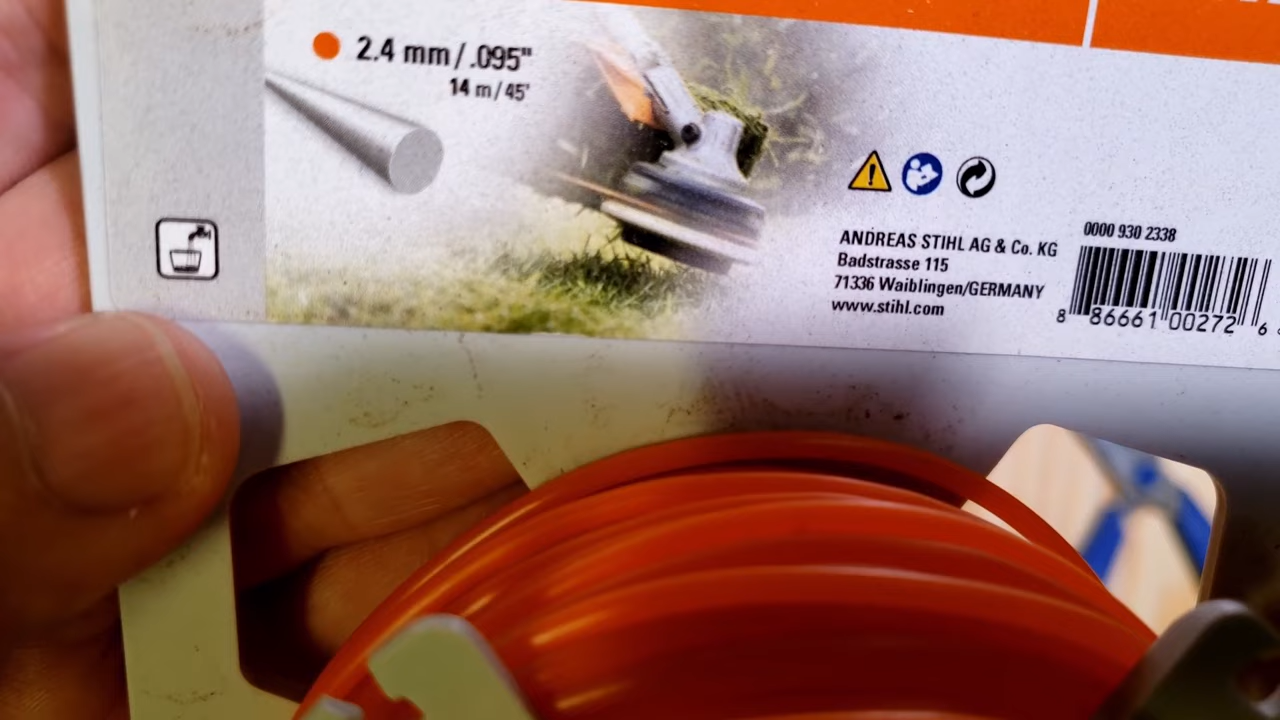 2.4 mm/.095"
14 m/45'
ANDREAS STIHL AG & Co. KG
Badstrasse 115
71336 Waiblingen/GERMANY
www.stihl.com
0000 930 2338
8 86661 00272 6